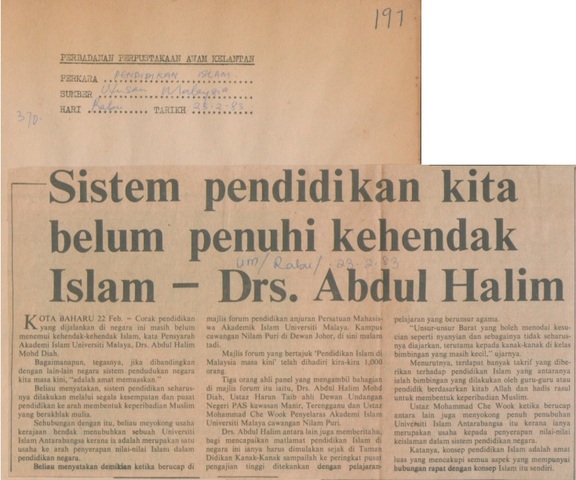 197
PERBADANAN PERPUSTAKAAN AWAM KELANTAN
PERKARA PENDIDIKAN ISLAM
SUMBER Utusan Malaysia
HARI Rabu TARIKH 23.2.83
370.
Sistem pendidikan kita
belum penuhi kehendak
Islam – Drs. Abdul Halim
UM/Rabu/ 23.2.83
KOTA BAHARU 22 Feb. – Corak pendidikan
yang dijalankan di negara ini masih belum
menemui kehendak-kehendak Islam, kata Pensyarah
Akademi Islam Universiti Malaya, Drs. Abdul Halim
Mohd Diah.
Bagaimanapun, tegasnya, jika dibandingkan
dengan lain-lain negara sistem pendudukan negara
kita masa kini, "adalah amat memuaskan."
Beliau menyatakan, sistem pendidikan seharus-
nya dilakukan melalui segala kesempatan dan pusat
pendidikan ke arah membentuk keperibadian Muslim
yang berakhlak mulia.
Sehubungan dengan itu, beliau menyokong usaha
kerajaan hendak menubuhkan sebuah Universiti
Islam Antarabangsa kerana ia adalah merupakan satu
usaha ke arah penyerapan nilai-nilai Islam dalam
pendidikan negara.
Beliau menyatakan demikian ketika berucap di
majlis forum pendidikan anjuran Persatuan Mahasis-
wa Akademik Islam Universiti Malaya. Kampus
cawangan Nilam Puri di Dewan Johor, di sini malam
tadi.
Majlis forum yang bertajuk 'Pendidikan Islam di
Malaysia masa kini' telah dihadiri kira-kira 1,000
orang.
Tiga orang ahli panel yang mengambil bahagian
di majlis forum itu iaitu, Drs. Abdul Halim Mohd
Diah, Ustaz Harun Taib ahli Dewan Undangan
Negeri PAS kawasan Manir, Terengganu dan Ustaz
Mohammad Che Wook Penyelaras Akademi Islam
Universiti Malaya cawangan Nilam Puri.
Drs. Abdul Halim antara lain juga memberitahu,
bagi mencapaikan matlamat pendidikan Islam di
negara ini ianya harus dimulakan sejak di Taman
Didikan Kanak-Kanak sampailah ke peringkat pusat
pengajian tinggi ditekankan dengan pelajaran-
pelajaran yang berunsur agama.
"Unsur-unsur Barat yang boleh menodai kesu-
cian seperti nyanyian dan sebagainya tidak seharus-
nya diajarkan, terutama kepada kanak-kanak di kelas
bimbingan yang masih kecil," ujarnya.
Menurutnya, terdapat banyak takrif yang dibe-
rikan terhadap pendidikan Islam yang antaranya
ialah bimbingan yang dilakukan oleh guru-guru atau
pendidik berdasarkan kitab Allah dan hadis rasul
untuk membentuk keperibadian Muslim.
Ustaz Mohammad Che Wook ketika berucap
antara lain juga menyokong penuh penubuhan
Universiti Islam Antarabangsa itu kerana ianya
merupakan usaha kepada penyerapan nilai-nilai
keislaman dalam sistem pendidikan negara.
Katanya, konsep pendidikan Islam adalah amat
luas yang mencakupi semua aspek yang mempunyai
hubungan rapat dengan konsep Islam itu sendiri.